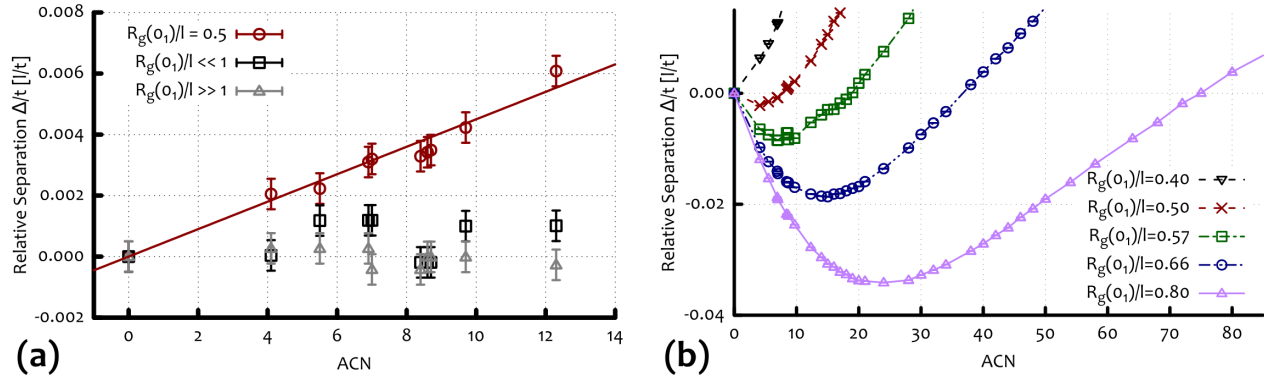 0.008
0.006
0.004
0.002
0.000
-0.002
Relative Separation Δ/t [l/t]
Rg(01)/l = 0.5
Rg(01)/l << 1
Rg(01)/l >> 1
0 2 4 6 8 10 12 14
ACN
(a)
0.00
-0.02
-0.04
Relative Separation Δ/t [l/t]
Rg(01)/l=0.40
Rg(01)/l=0.50
Rg(01)/l=0.57
Rg(01)/l=0.66
Rg(01)/l=0.80
0 10 20 30 40 50 60 70 80
ACN
(b)